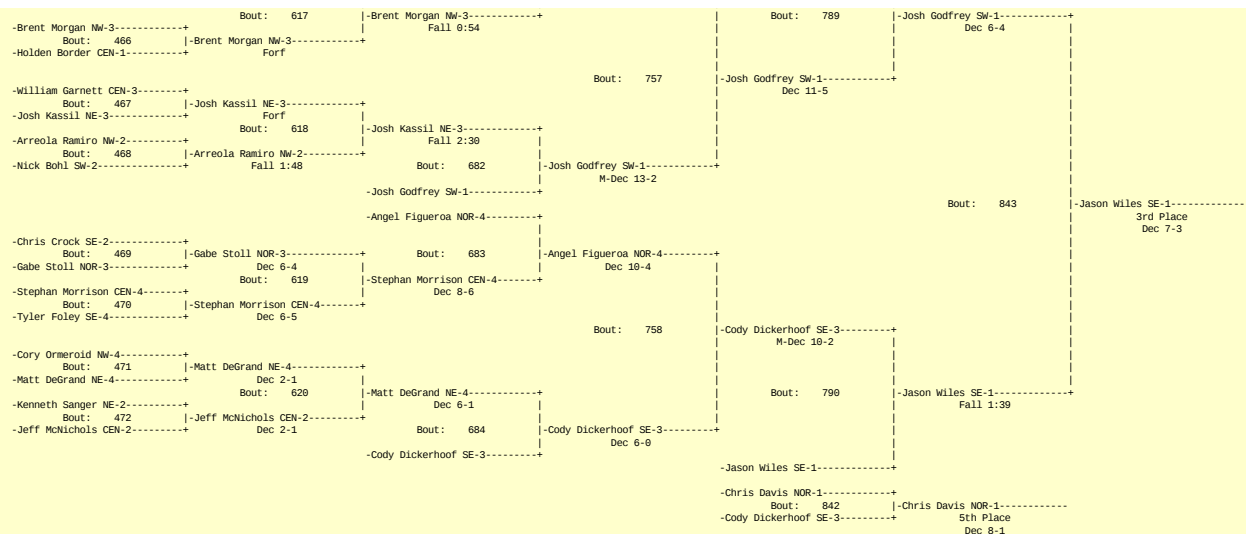 Bout: 617 |-Brent Morgan NW-3-----------+ | Bout: 789 |-Josh Godfrey SW-1-----------+
-Brent Morgan NW-3-----------+ | Fall 0:54 | | Dec 6-4 |
Bout: 466 |-Brent Morgan NW-3-----------+ | | |
-Holden Border CEN-1---------+ Forf | | |
| | |
Bout: 757 |-Josh Godfrey SW-1-----------+ |
-William Garnett CEN-3-------+ | Dec 11-5 |
Bout: 467 |-Josh Kassil NE-3------------+ | |
-Josh Kassil NE-3------------+ Forf | | |
Bout: 618 |-Josh Kassil NE-3------------+ | |
-Arreola Ramiro NW-2---------+ | Fall 2:30 | | |
Bout: 468 |-Arreola Ramiro NW-2---------+ | | |
-Nick Bohl SW-2--------------+ Fall 1:48 Bout: 682 |-Josh Godfrey SW-1-----------+ |
| M-Dec 13-2 |
-Josh Godfrey SW-1-----------+ |
Bout: 843 |-Jason Wiles SE-1------------
-Angel Figueroa NOR-4--------+ | 3rd Place
| | Dec 7-3
-Chris Crock SE-2------------+ | |
Bout: 469 |-Gabe Stoll NOR-3------------+ Bout: 683 |-Angel Figueroa NOR-4--------+ |
-Gabe Stoll NOR-3------------+ Dec 6-4 | | Dec 10-4 | |
Bout: 619 |-Stephan Morrison CEN-4------+ | |
-Stephan Morrison CEN-4------+ | Dec 8-6 | |
Bout: 470 |-Stephan Morrison CEN-4------+ | |
-Tyler Foley SE-4------------+ Dec 6-5 | |
Bout: 758 |-Cody Dickerhoof SE-3--------+ |
| M-Dec 10-2 | |
-Cory Ormeroid NW-4----------+ | | |
Bout: 471 |-Matt DeGrand NE-4-----------+ | | |
-Matt DeGrand NE-4-----------+ Dec 2-1 | | | |
Bout: 620 |-Matt DeGrand NE-4-----------+ | Bout: 790 |-Jason Wiles SE-1------------+
-Kenneth Sanger NE-2---------+ | Dec 6-1 | | | Fall 1:39
Bout: 472 |-Jeff McNichols CEN-2--------+ | | |
-Jeff McNichols CEN-2--------+ Dec 2-1 Bout: 684 |-Cody Dickerhoof SE-3--------+ |
| Dec 6-0 |
-Cody Dickerhoof SE-3--------+ |
-Jason Wiles SE-1------------+
-Chris Davis NOR-1-----------+
Bout: 842 |-Chris Davis NOR-1-----------
-Cody Dickerhoof SE-3--------+ 5th Place
Dec 8-1